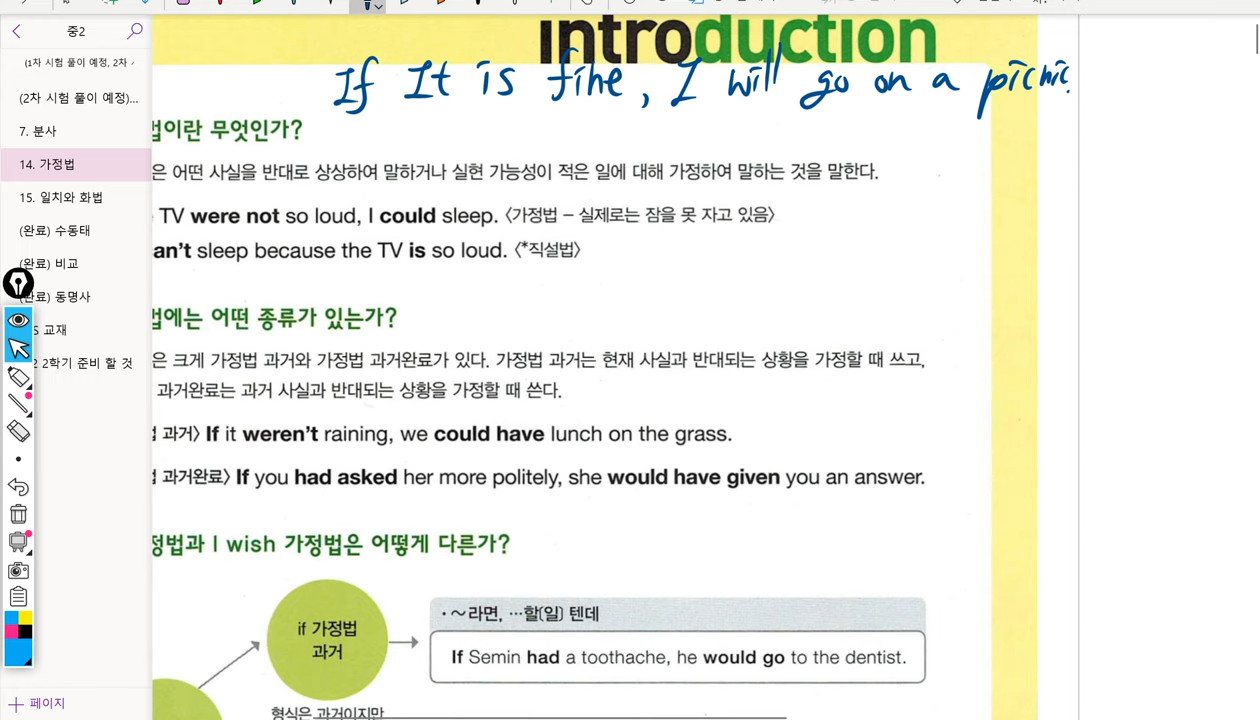 중2
(1차 시험 풀이 예정, 2차
(2차 시험 풀이 예정)...
7. 분사
14. 가정법
15. 일치와 화법
(완료) 수동태
(완료) 비교
동명사
교재
2학기 준비 할 것
페이지
introduction
If It is fine, I will go on a picnic.
법이란 무엇인가?
은 어떤 사실을 반대로 상상하여 말하거나 실현 가능성이 적은 일에 대해 가정하여 말하는 것을 말한다.
TV were not so loud, I could sleep. 〈가정법 – 실제로는 잠을 못 자고 있음〉
an't sleep because the TV is so loud. 〈*직설법〉
법에는 어떤 종류가 있는가?
은 크게 가정법 과거와 가정법 과거완료가 있다. 가정법 과거는 현재 사실과 반대되는 상황을 가정할 때 쓰고,
과거완료는 과거 사실과 반대되는 상황을 가정할 때 쓴다.
과거〉 If it weren't raining, we could have lunch on the grass.
과거완료〉 If you had asked her more politely, she would have given you an answer.
정법과 I wish 가정법은 어떻게 다른가?
if 가정법
과거
· ～라면, …할(일) 텐데
If Semin had a toothache, he would go to the dentist.
형식은 과거이지만